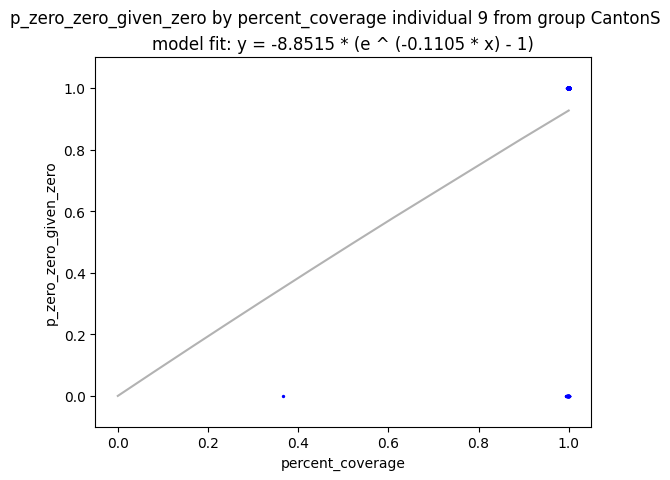 p_zero_zero_given_zero by percent_coverage individual 9 from group CantonS
model fit: y = -8.8515 * (e ^ (-0.1105 * x) - 1)
1.0
0.8
0.6
0.4
0.2
0.0
p_zero_zero_given_zero
0.0 0.2 0.4 0.6 0.8 1.0
percent_coverage